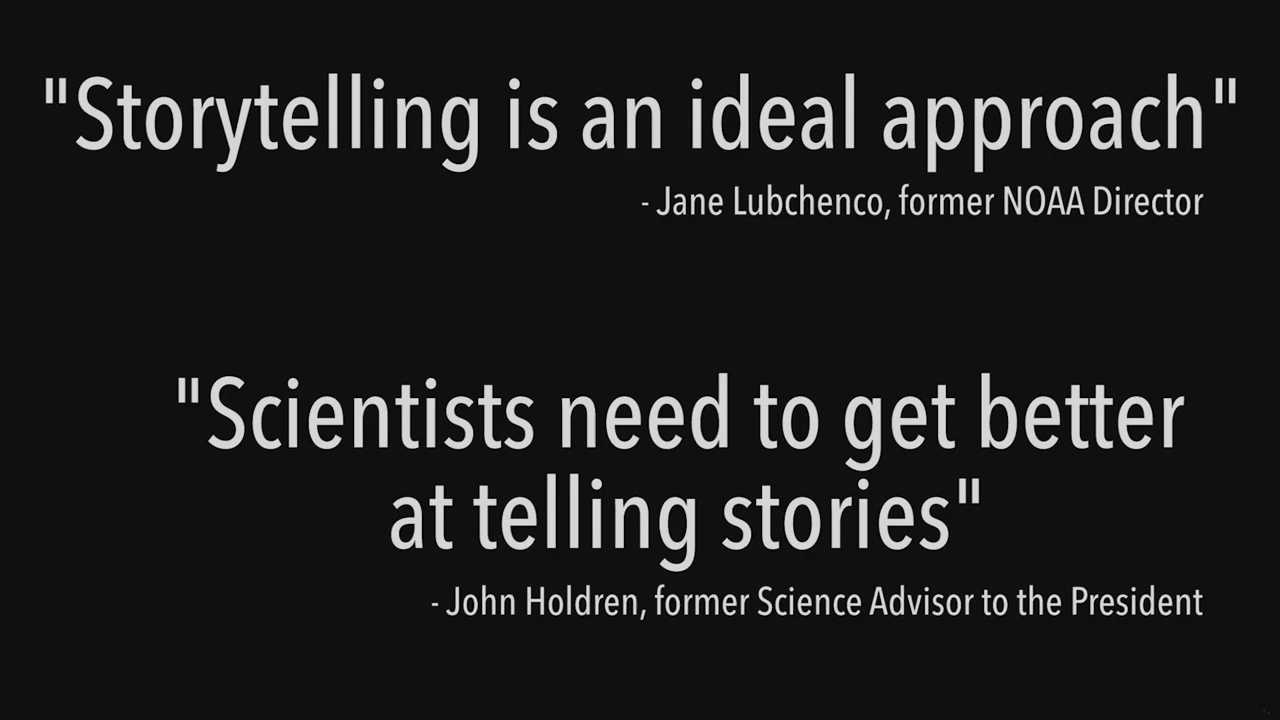 "Storytelling is an ideal approach"
- Jane Lubchenco, former NOAA Director
"Scientists need to get better
at telling stories"
- John Holdren, former Science Advisor to the President